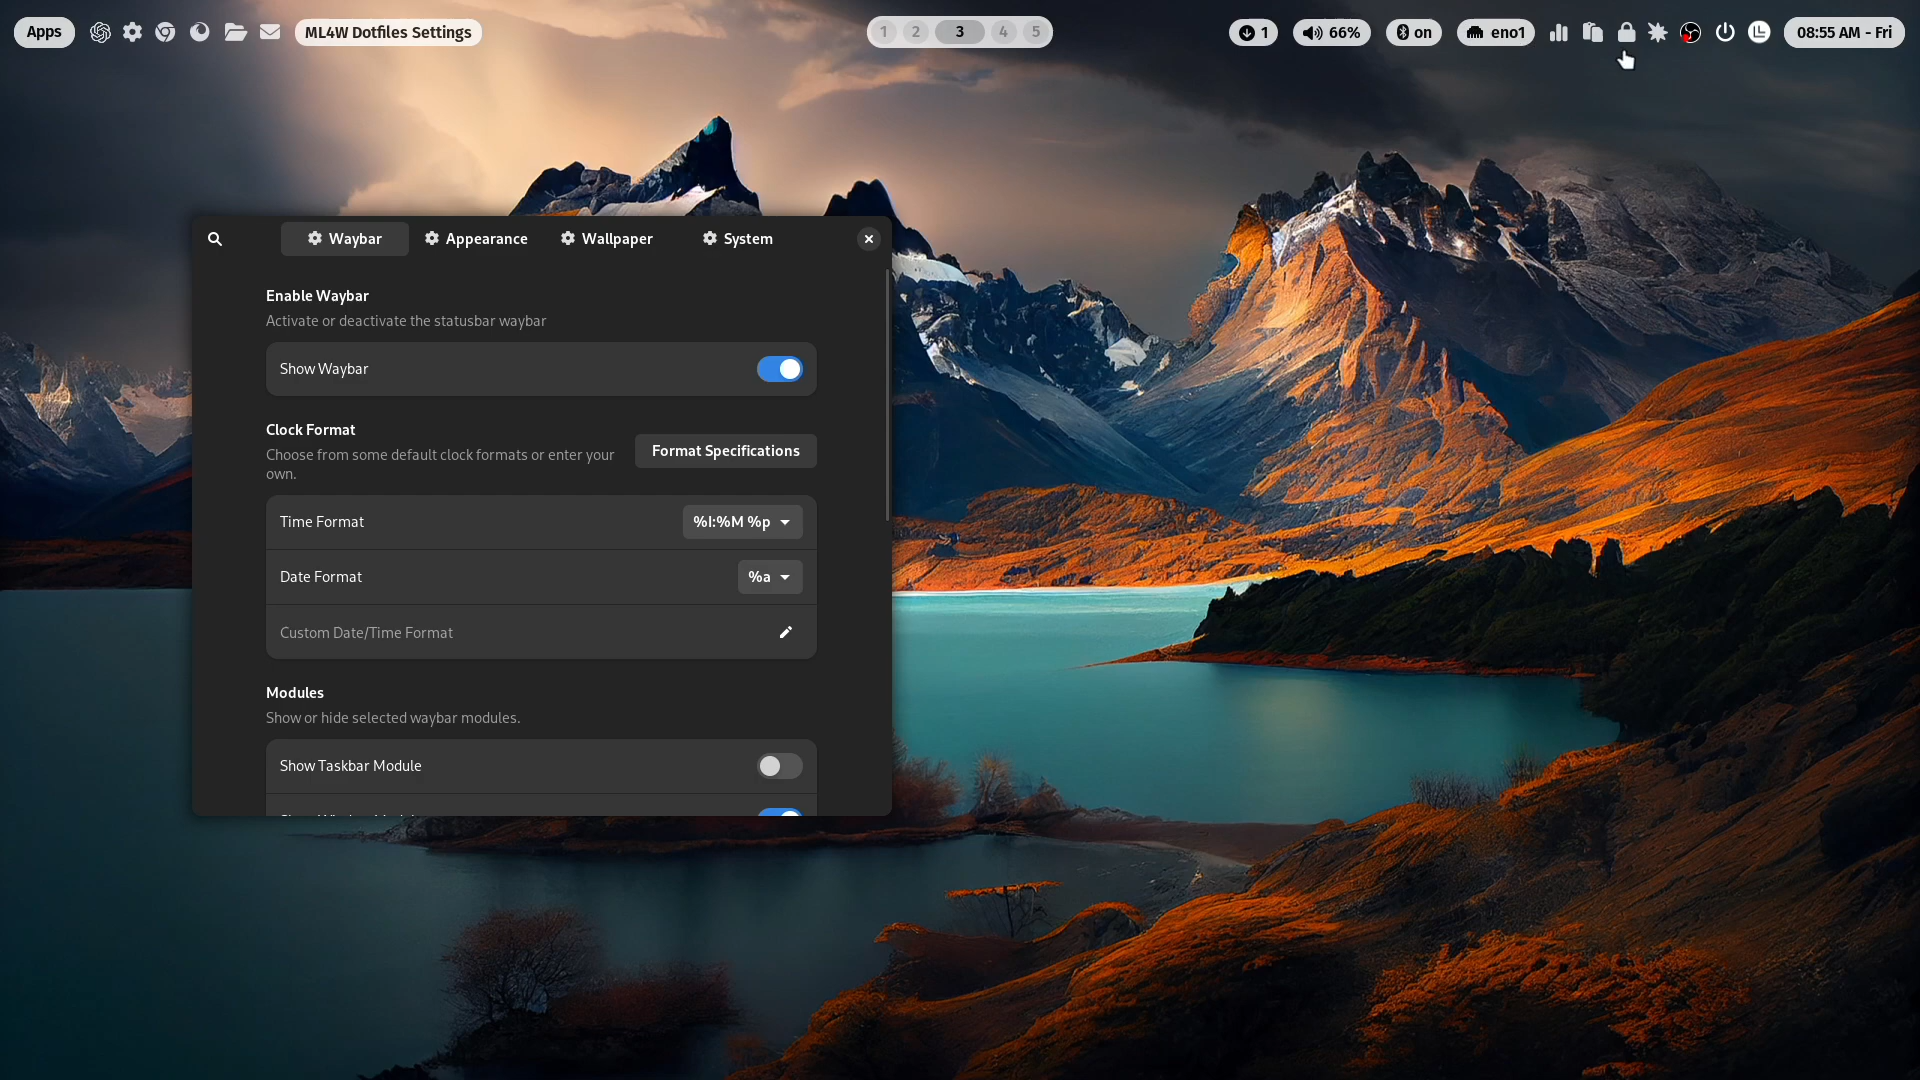 Apps
ML4W Dotfiles Settings
1 2 3 4 5
1
66%
on
eno1
08:55 AM - Fri
Waybar
Appearance
Wallpaper
System
Enable Waybar
Activate or deactivate the statusbar waybar
Show Waybar
Clock Format
Choose from some default clock formats or enter your
own.
Format Specifications
Time Format
%I:%M %p
Date Format
%a
Custom Date/Time Format
Modules
Show or hide selected waybar modules.
Show Taskbar Module